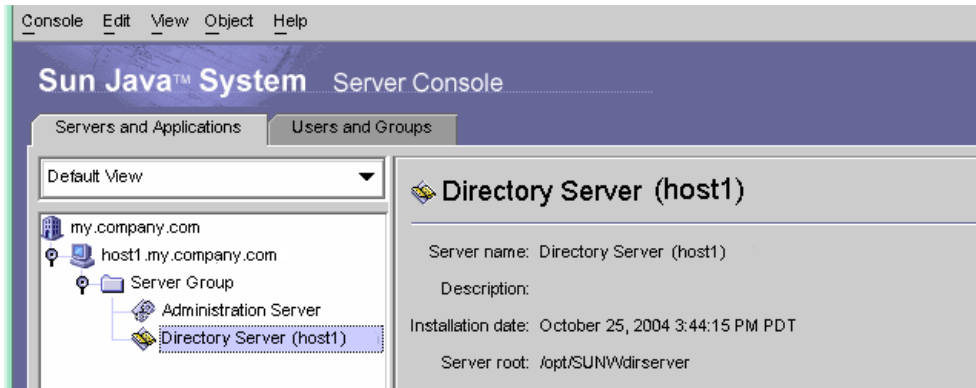 Console Edit View Object Help
Sun Java™ System Server Console
Servers and Applications Users and Groups
Default View
my.company.com
host1.my.company.com
Server Group
Administration Server
Directory Server (host1)
Directory Server (host1)
Server name: Directory Server (host1)
Description:
Installation date: October 25, 2004 3:44:15 PM PDT
Server root: /opt/SUNWdirserver